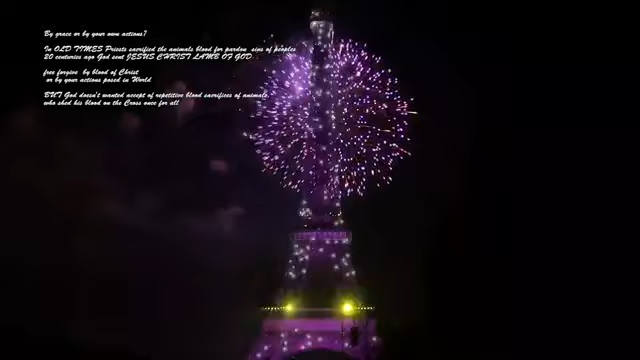 By grace or by your own actions?
In OLD TIMES Priests sacrified the animals blood for pardon sins of peoples
20 centuries ago God sent JESUS CHRIST LAMB OF GOD
free forgive by blood of Christ
or by your actions posed in World
BUT God doesn't wanted accept of repetitive blood sacrifices of animals,
who shed his blood on the Cross once for all